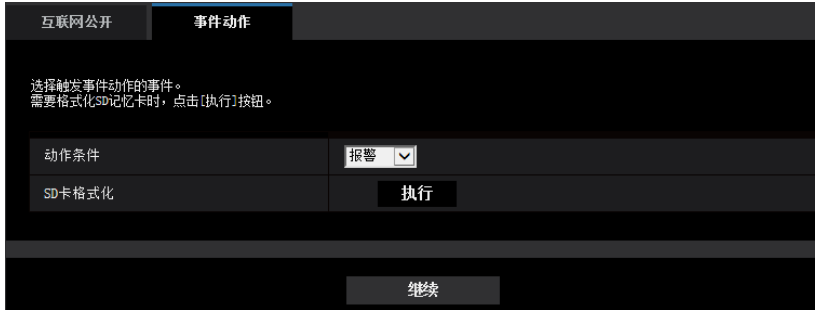 互联网公开 事件动作
选择触发事件动作的事件。
需要格式化SD记忆卡时，点击[执行]按钮。
动作条件 报警
SD卡格式化 执行
继续